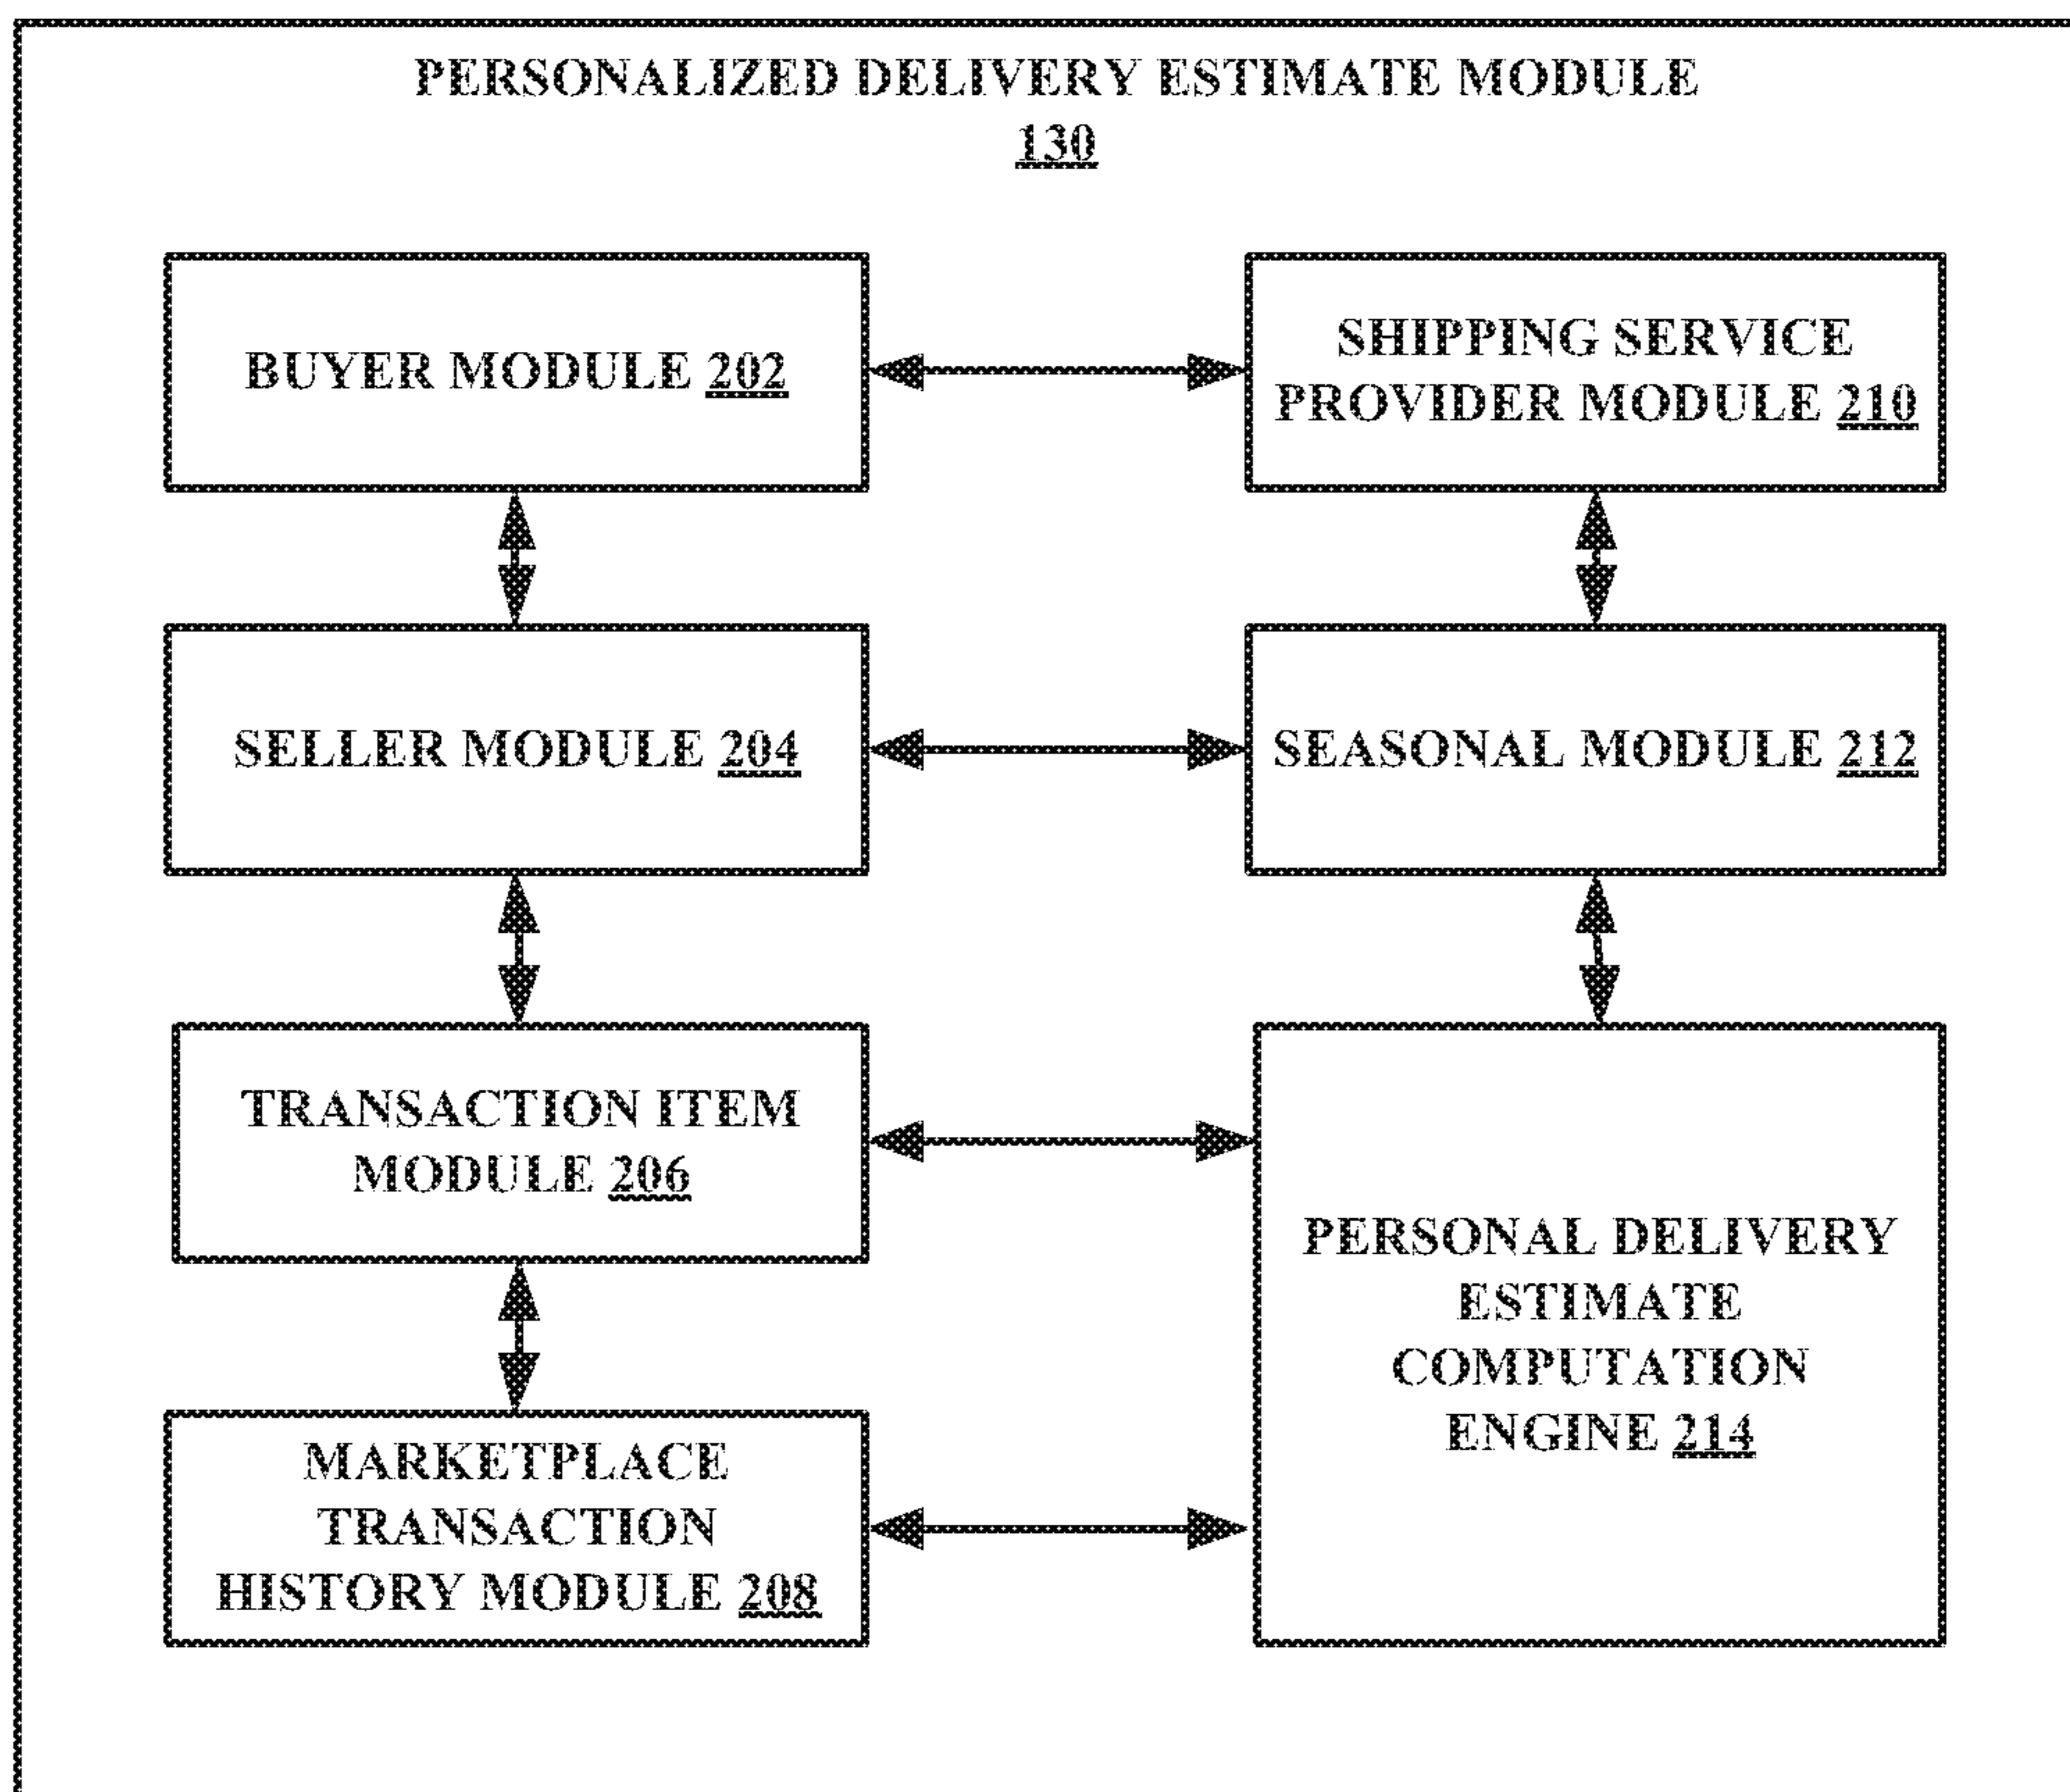 PERSONALIZED DELIVERY ESTIMATE MODULE
130
BUYER MODULE 202
SHIPPING SERVICE
PROVIDER MODULE 210
SELLER MODULE 204
SEASONAL MODULE 212
TRANSACTION ITEM
MODULE 206
PERSONAL DELIVERY
ESTIMATE
COMPUTATION
ENGINE 214
MARKETPLACE
TRANSACTION
HISTORY MODULE 208